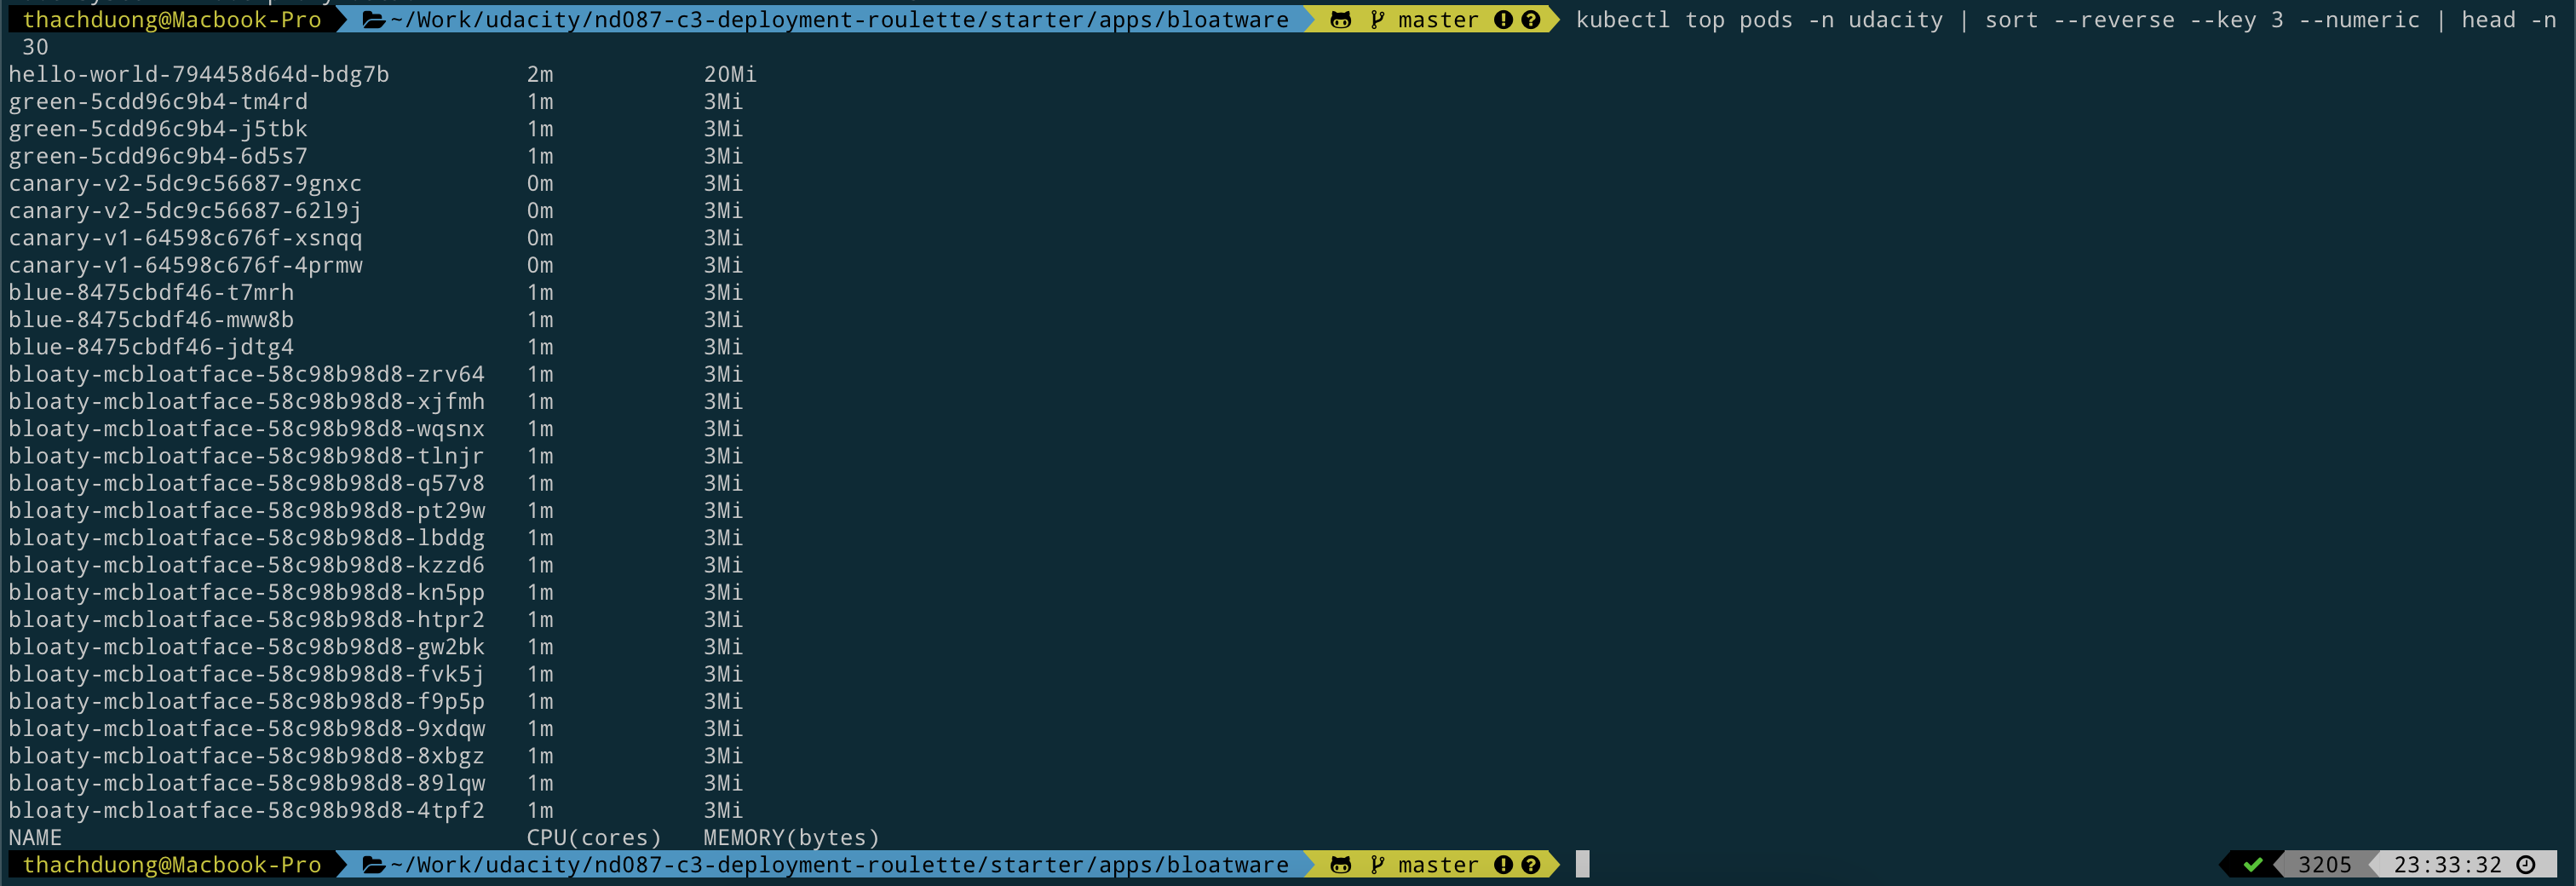 thachduong@Macbook-Pro ~/Work/udacity/nd087-c3-deployment-roulette/starter/apps/bloatware master kubectl top pods -n udacity | sort --reverse --key 3 --numeric | head -n
30
hello-world-794458d64d-bdg7b 2m 20Mi
green-5cdd96c9b4-tm4rd 1m 3Mi
green-5cdd96c9b4-j5tbk 1m 3Mi
green-5cdd96c9b4-6d5s7 1m 3Mi
canary-v2-5dc9c56687-9gnxc 0m 3Mi
canary-v2-5dc9c56687-62l9j 0m 3Mi
canary-v1-64598c676f-xsnqq 0m 3Mi
canary-v1-64598c676f-4prmw 0m 3Mi
blue-8475cbdf46-t7mrh 1m 3Mi
blue-8475cbdf46-mww8b 1m 3Mi
blue-8475cbdf46-jdtg4 1m 3Mi
bloaty-mcbloatface-58c98b98d8-zrv64 1m 3Mi
bloaty-mcbloatface-58c98b98d8-xjfmh 1m 3Mi
bloaty-mcbloatface-58c98b98d8-wqsnx 1m 3Mi
bloaty-mcbloatface-58c98b98d8-tlnjr 1m 3Mi
bloaty-mcbloatface-58c98b98d8-q57v8 1m 3Mi
bloaty-mcbloatface-58c98b98d8-pt29w 1m 3Mi
bloaty-mcbloatface-58c98b98d8-lbddg 1m 3Mi
bloaty-mcbloatface-58c98b98d8-kzzd6 1m 3Mi
bloaty-mcbloatface-58c98b98d8-kn5pp 1m 3Mi
bloaty-mcbloatface-58c98b98d8-htpr2 1m 3Mi
bloaty-mcbloatface-58c98b98d8-gw2bk 1m 3Mi
bloaty-mcbloatface-58c98b98d8-fvk5j 1m 3Mi
bloaty-mcbloatface-58c98b98d8-f9p5p 1m 3Mi
bloaty-mcbloatface-58c98b98d8-9xdqw 1m 3Mi
bloaty-mcbloatface-58c98b98d8-8xbgz 1m 3Mi
bloaty-mcbloatface-58c98b98d8-89lqw 1m 3Mi
bloaty-mcbloatface-58c98b98d8-4tpf2 1m 3Mi
NAME CPU(cores) MEMORY(bytes)
thachduong@Macbook-Pro ~/Work/udacity/nd087-c3-deployment-roulette/starter/apps/bloatware master 3205 23:33:32